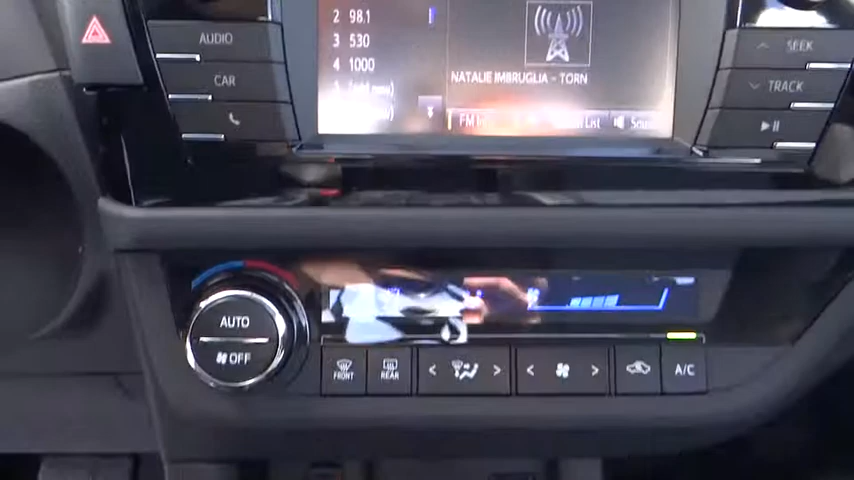 AUDIO
CAR
2 98.1
3 530
4 1000
NATALIE IMBRUGLIA - TORN
SEEK
TRACK
AUTO
OFF
FRONT
REAR
A/C